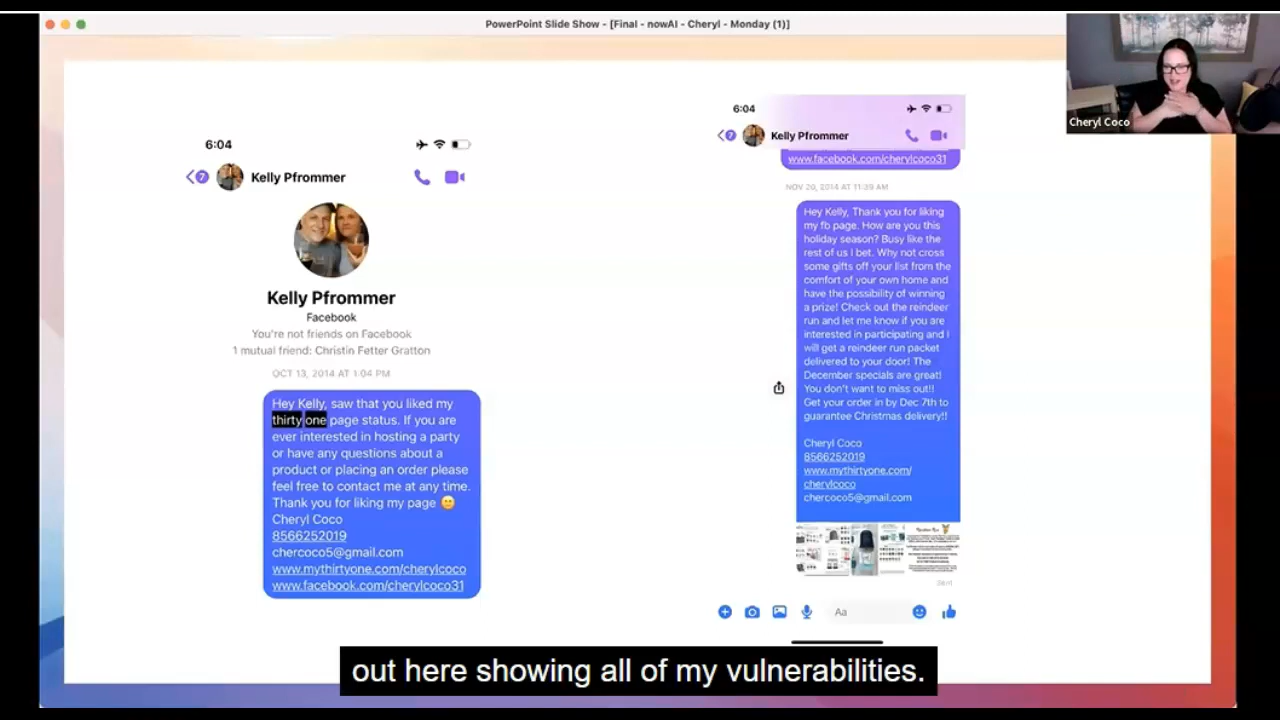 PowerPoint Slide Show - [Final - nowAI - Cheryl - Monday (1)]
Cheryl Coco
6:04
7
Kelly Pfrommer
Kelly Pfrommer
Facebook
You're not friends on Facebook
1 mutual friend: Christin Fetter Gratton
OCT 13, 2014 AT 1:04 PM
Hey Kelly, saw that you liked my
thirty one page status. If you are
ever interested in hosting a party
or have any questions about a
product or placing an order please
feel free to contact me at any time.
Thank you for liking my page 🙂
Cheryl Coco
8566252019
chercoco5@gmail.com
www.mythirtyone.com/cherylcoco
www.facebook.com/cherylcoco31
6:04
7
Kelly Pfrommer
www.facebook.com/cherylcoco31
NOV 20, 2014 AT 11:39 AM
Hey Kelly, Thank you for liking
my fb page. How are you this
holiday season? Busy like the
rest of us I bet. Why not cross
some gifts off your list from the
comfort of your own home and
have the possibility of winning
a prize! Check out the reindeer
run and let me know if you are
interested in participating and I
will get a reindeer run packet
delivered to your door! The
December specials are great!
You don't want to miss out!!
Get your order in by Dec 7th to
guarantee Christmas delivery!!
Cheryl Coco
8566252019
www.mythirtyone.com/
cherylcoco
chercoco5@gmail.com
Aa
out here showing all of my vulnerabilities.